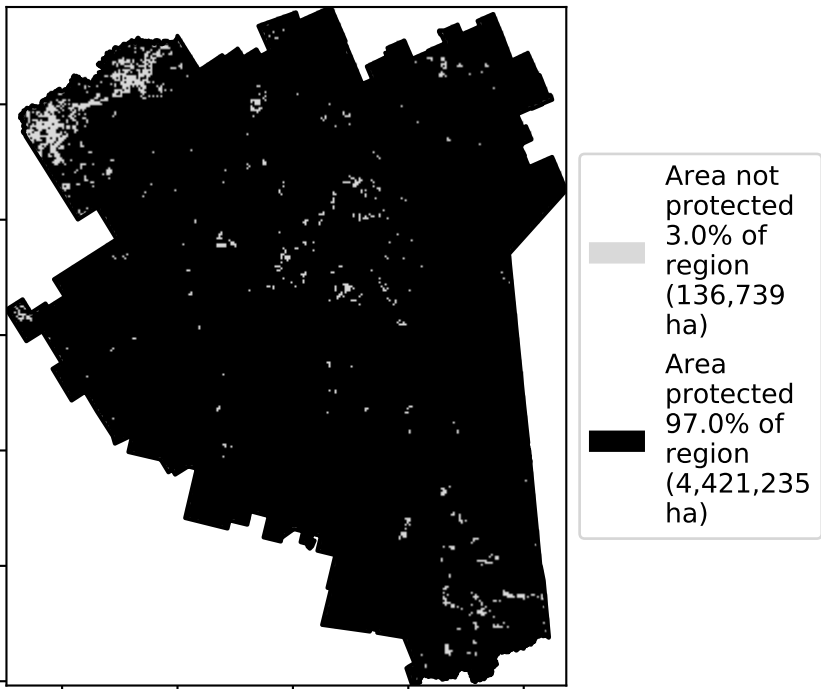 Area not
protected
3.0% of
region
(136,739
ha)
Area
protected
97.0% of
region
(4,421,235
ha)